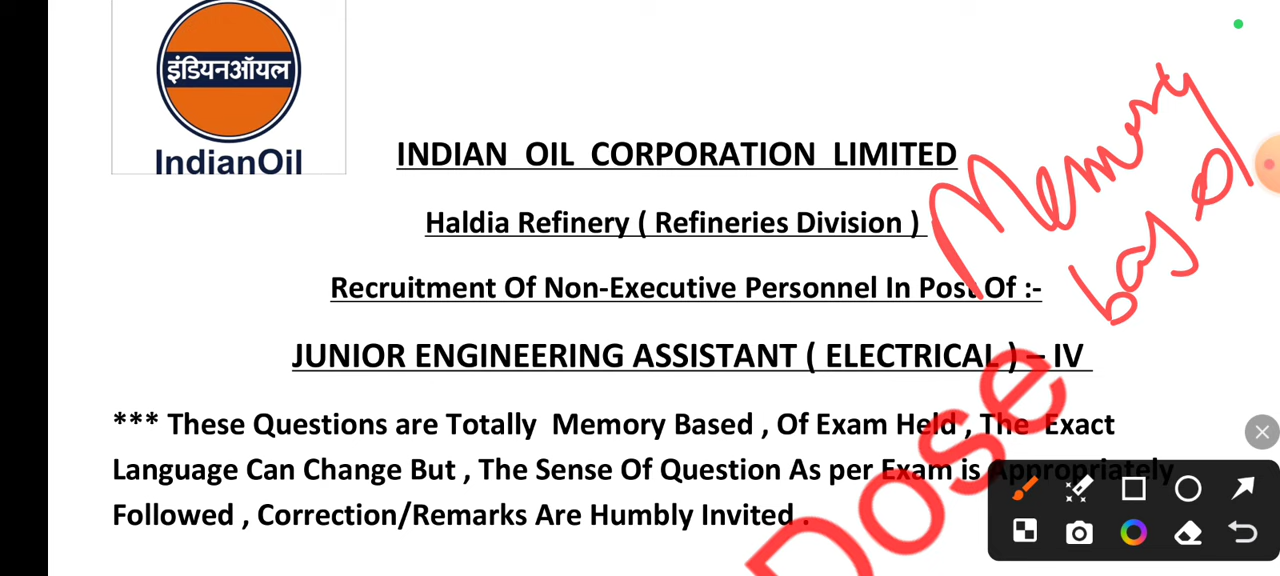 इंडियनऑयल
IndianOil
INDIAN OIL CORPORATION LIMITED
Haldia Refinery ( Refineries Division )
Recruitment Of Non-Executive Personnel In Post Of :-
JUNIOR ENGINEERING ASSISTANT ( ELECTRICAL ) – IV
Memory
based
*** These Questions are Totally Memory Based , Of Exam Held , The Exact
Language Can Change But , The Sense Of Question As per Exam is Appropriately
Followed , Correction/Remarks Are Humbly Invited .
Dose